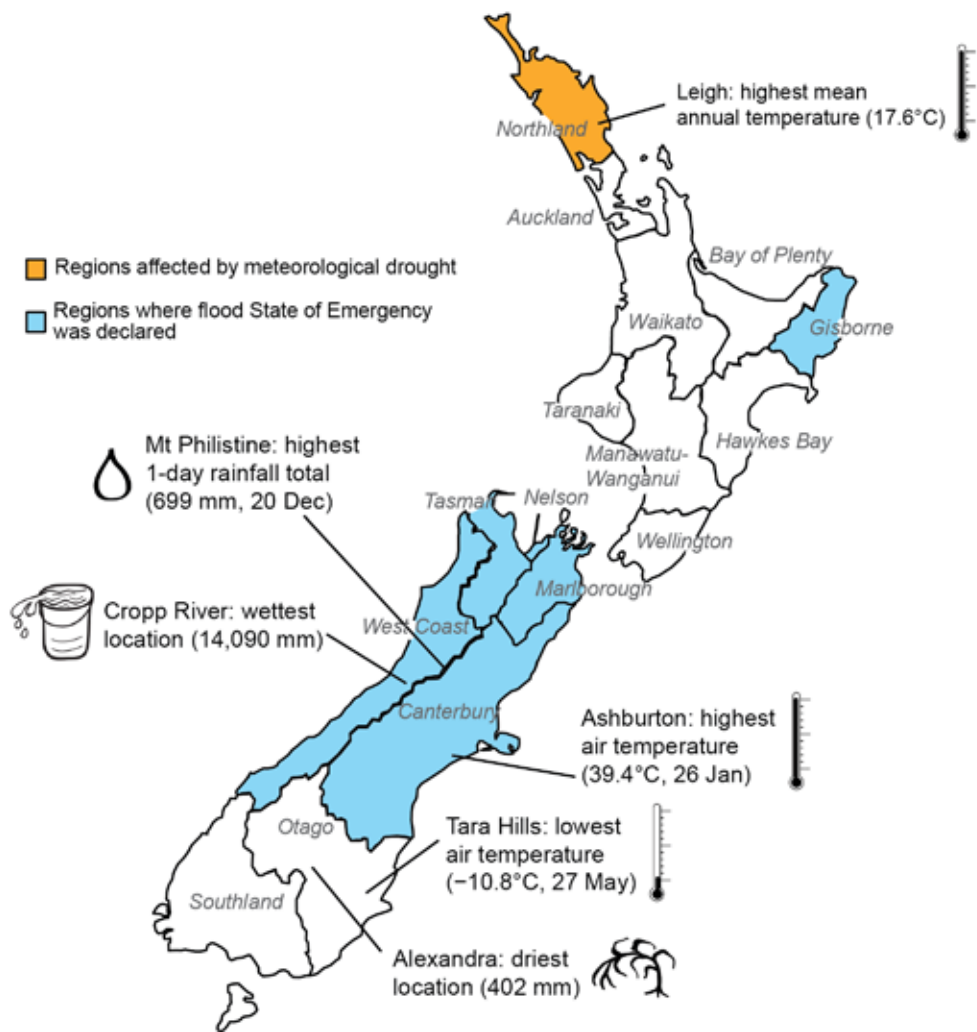 Leigh: highest mean
annual temperature (17.6°C)
Northland
Auckland
Regions affected by meteorological drought
Bay of Plenty
Regions where flood State of Emergency
was declared
Waikato
Gisborne
Taranaki
Hawkes Bay
Manawatu-
Wanganui
Mt Philistine: highest
1-day rainfall total
(699 mm, 20 Dec)
Tasman
Nelson
Wellington
Marlborough
Cropp River: wettest
location (14,090 mm)
West Coast
Canterbury
Ashburton: highest
air temperature
(39.4°C, 26 Jan)
Otago
Tara Hills: lowest
air temperature
(−10.8°C, 27 May)
Southland
Alexandra: driest
location (402 mm)